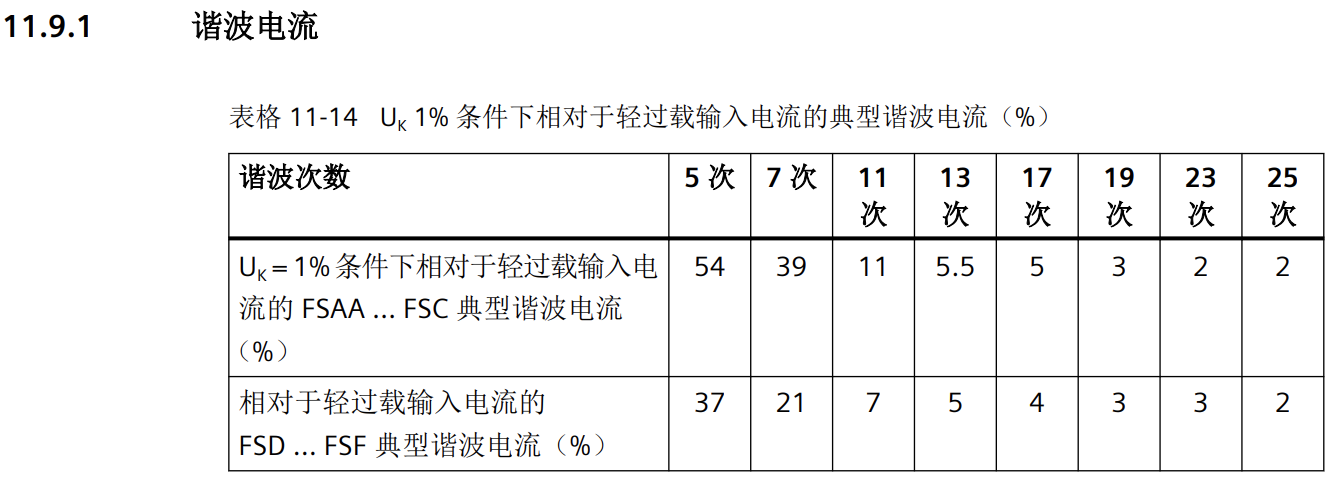 11.9.1 谐波电流
表格 11-14 UK 1% 条件下相对于轻过载输入电流的典型谐波电流（%）
谐波次数 5 次 7 次 11 次 13 次 17 次 19 次 23 次 25 次
UK = 1% 条件下相对于轻过载输入电
流的 FSAA ... FSC 典型谐波电流
（%）
54 39 11 5.5 5 3 2 2
相对于轻过载输入电流的
FSD ... FSF 典型谐波电流（%）
37 21 7 5 4 3 3 2